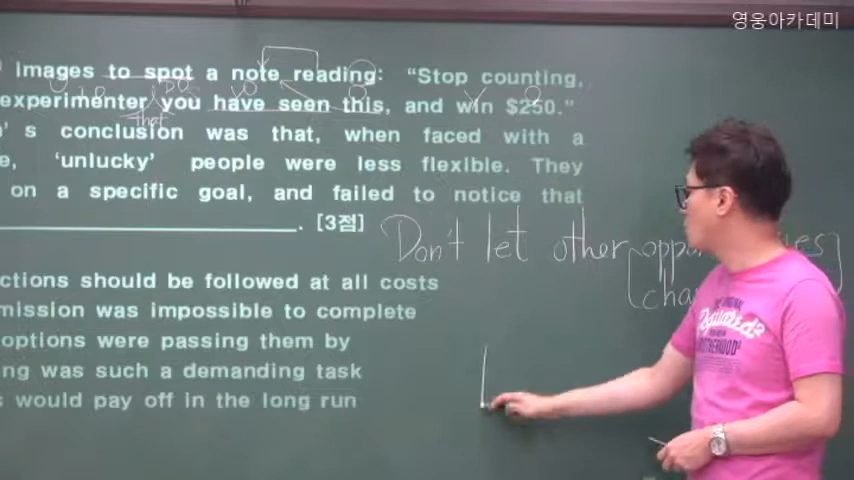 영웅아카데미
images to spot a note reading: "Stop counting,
experimenter you have seen this, and win $250."
s conclusion was that, when faced with a
'unlucky' people were less flexible. They
on a specific goal, and failed to notice that
. [3점]
Don't let other
ctions should be followed at all costs
mission was impossible to complete
options were passing them by
ng was such a demanding task
s would pay off in the long run
that